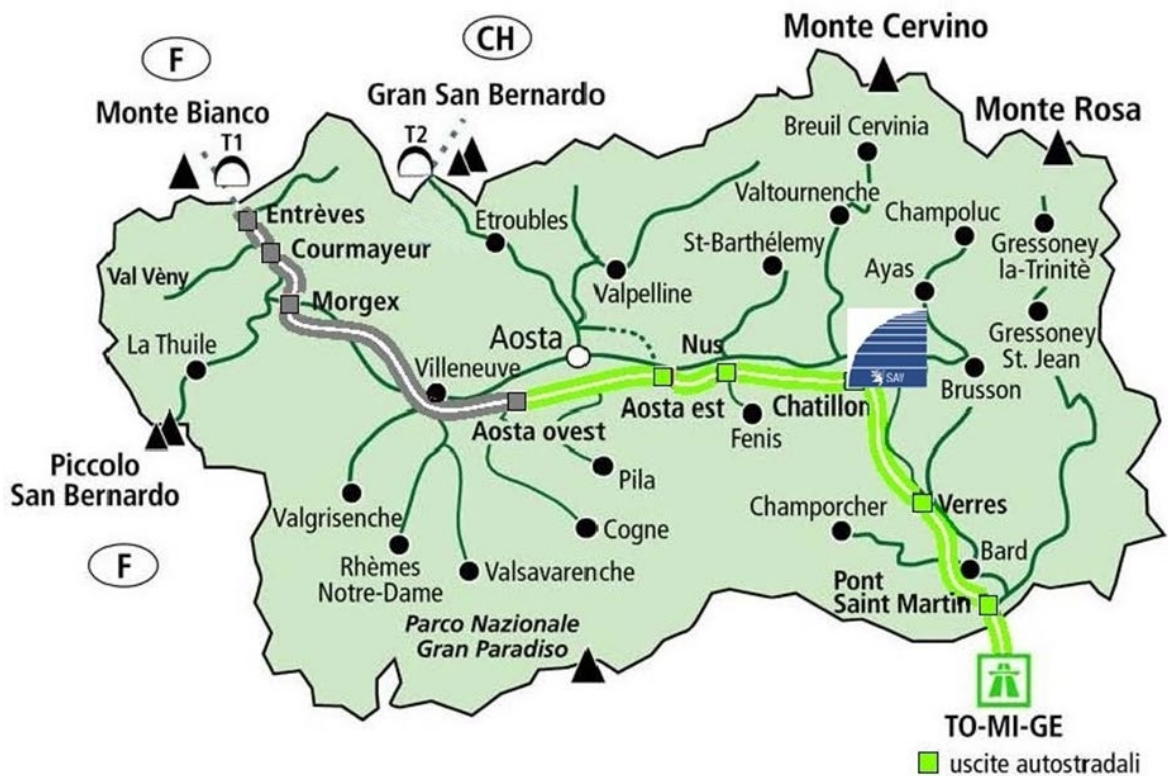 CH
Monte Cervino
F
Gran San Bernardo
Monte Bianco
Monte Rosa
T1
T2
Breuil Cervinia
Valtournenche
Champoluc
Entrèves
Etroubles
Courmayeur
St-Barthélemy
Gressoney
la-Trinitè
Val Vèny
Ayas
Valpelline
Morgex
Gressoney
St. Jean
La Thuile
Aosta
Nus
Villeneuve
SAV
Brusson
Aosta est
Chatillon
Aosta ovest
Fenis
Piccolo
San Bernardo
Pila
Valgrisenche
Champorcher
Verres
Cogne
F
Rhèmes
Notre-Dame
Valsavarenche
Bard
Pont
Saint Martin
Parco Nazionale
Gran Paradiso
TO-MI-GE
uscite autostradali